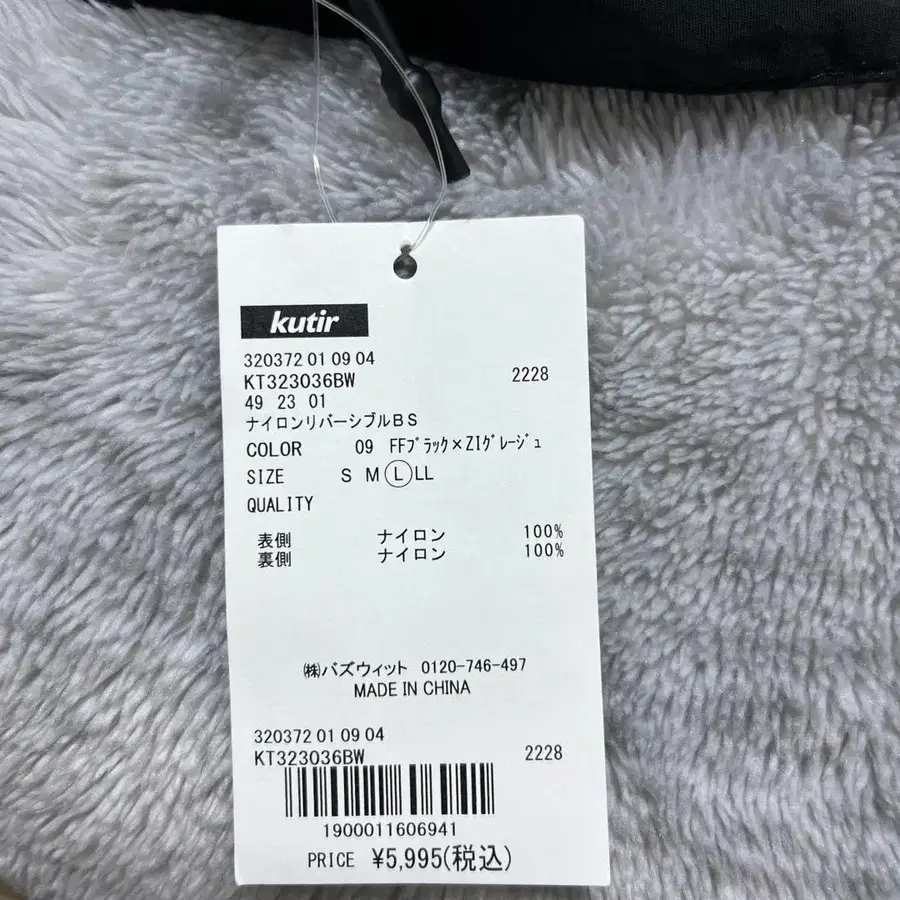 kutir
320372 01 09 04
KT323036BW 2228
49 23 01
ナイロンリバーシブルBS
COLOR 09 FFﾌﾞﾗｯｸ×ZIｸﾞﾚｰｼﾞｭ
SIZE S M L LL
QUALITY
表側 ナイロン 100%
裏側 ナイロン 100%
㈱バズウィット 0120-746-497
MADE IN CHINA
320372 01 09 04
KT323036BW 2228
1900011606941
PRICE ¥5,995(税込)